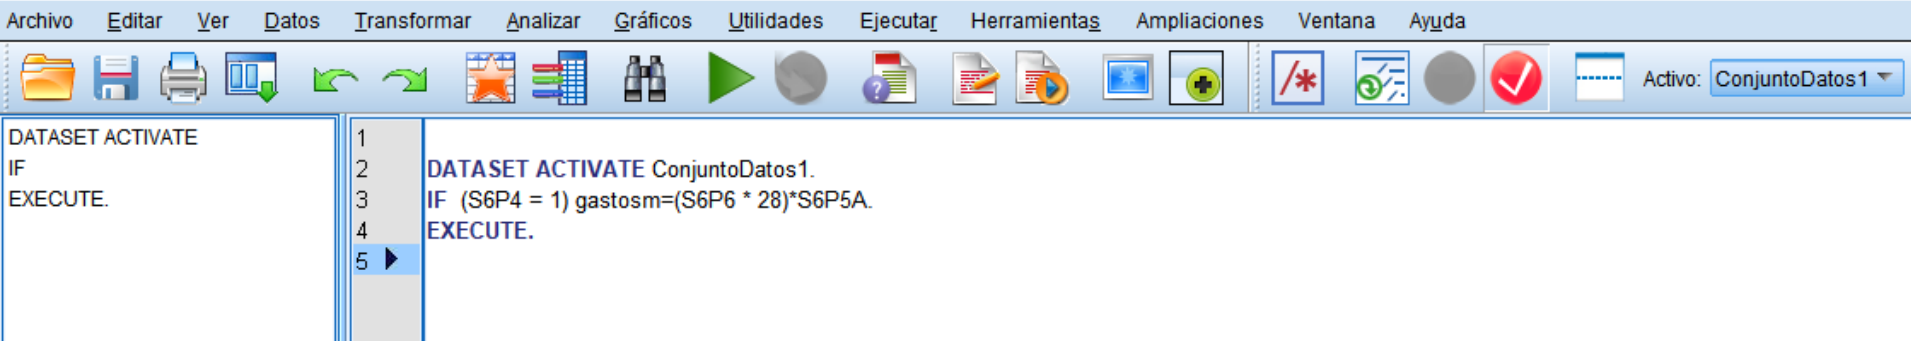 Archivo Editar Ver Datos Transformar Analizar Gráficos Utilidades Ejecutar Herramientas Ampliaciones Ventana Ayuda
Activo: ConjuntoDatos1
DATASET ACTIVATE
IF
EXECUTE.
1
2 DATASET ACTIVATE ConjuntoDatos1.
3 IF (S6P4 = 1) gastosm=(S6P6 * 28)*S6P5A.
4 EXECUTE.
5